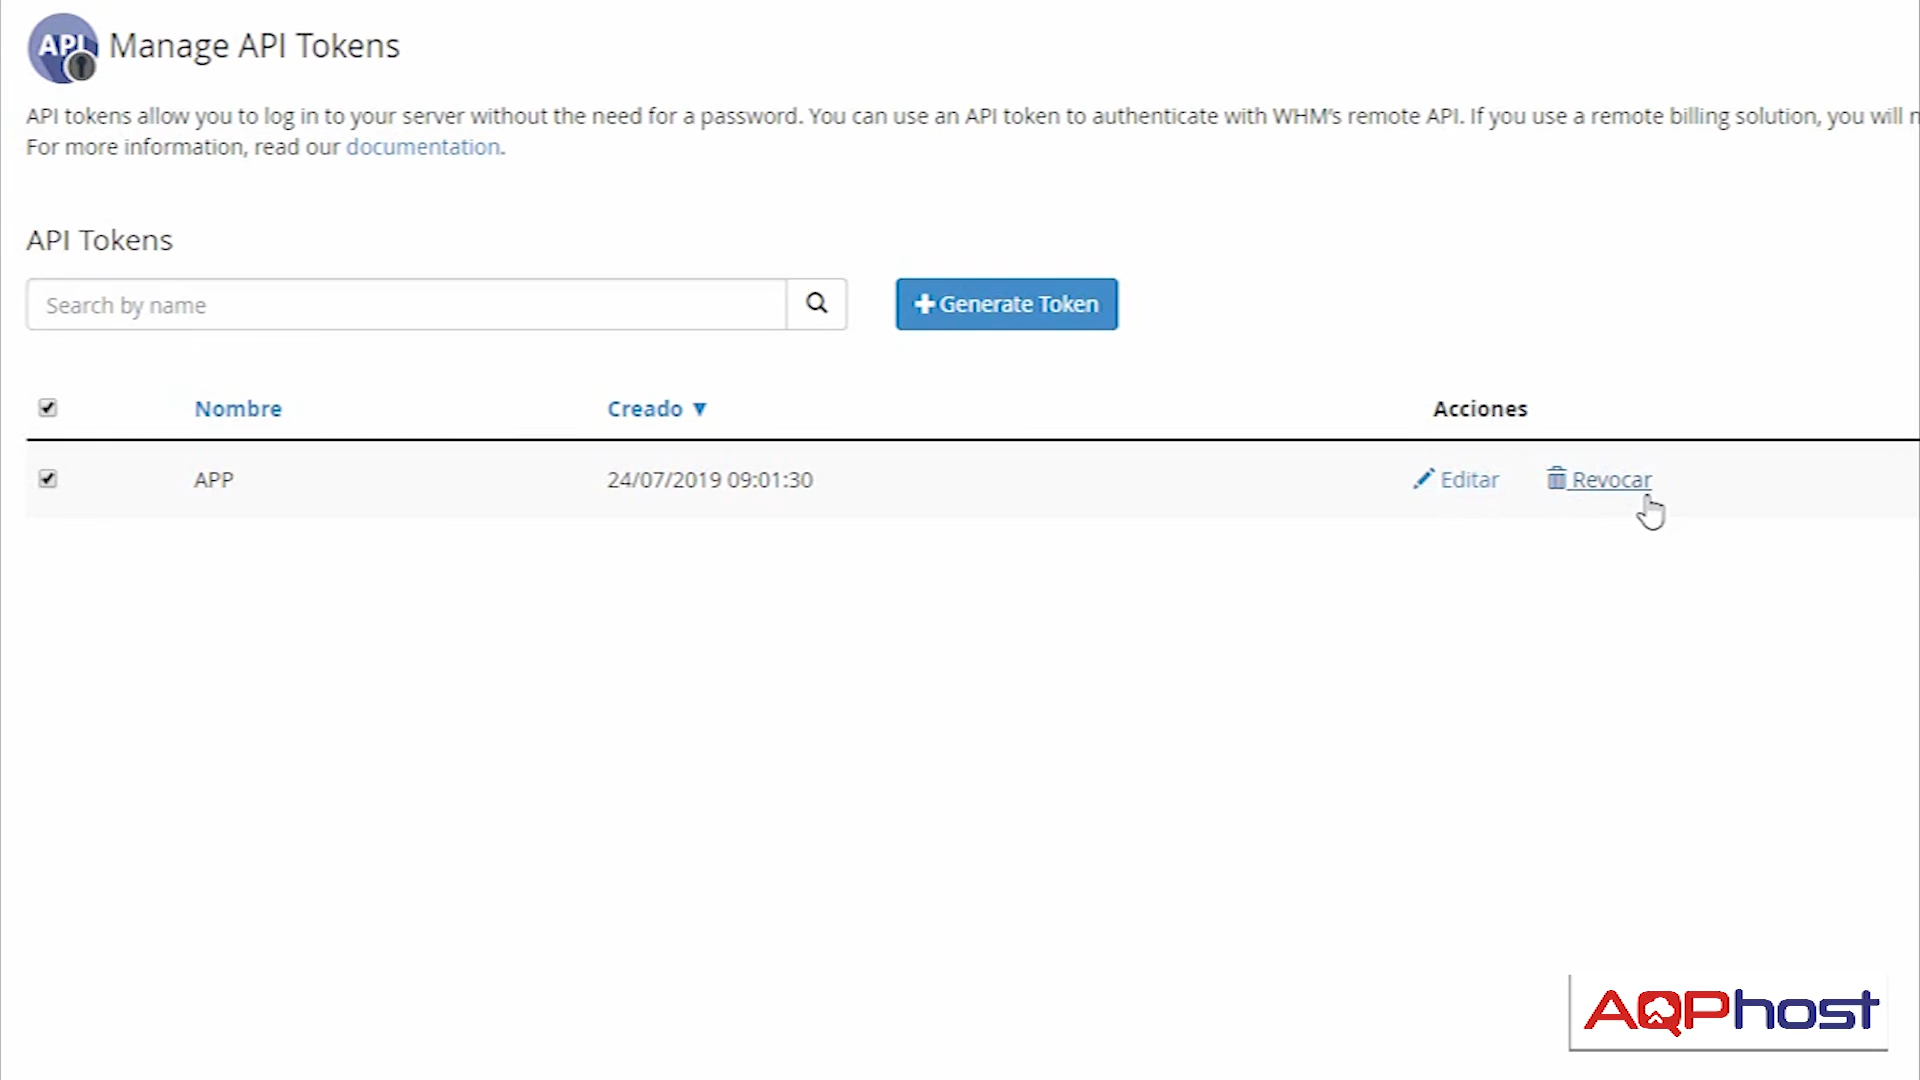 API
Manage API Tokens
API tokens allow you to log in to your server without the need for a password. You can use an API token to authenticate with WHM's remote API. If you use a remote billing solution, you will
For more information, read our documentation.
API Tokens
Search by name
Generate Token
Nombre Creado ▼ Acciones
APP 24/07/2019 09:01:30 Editar Revocar
AQPhost